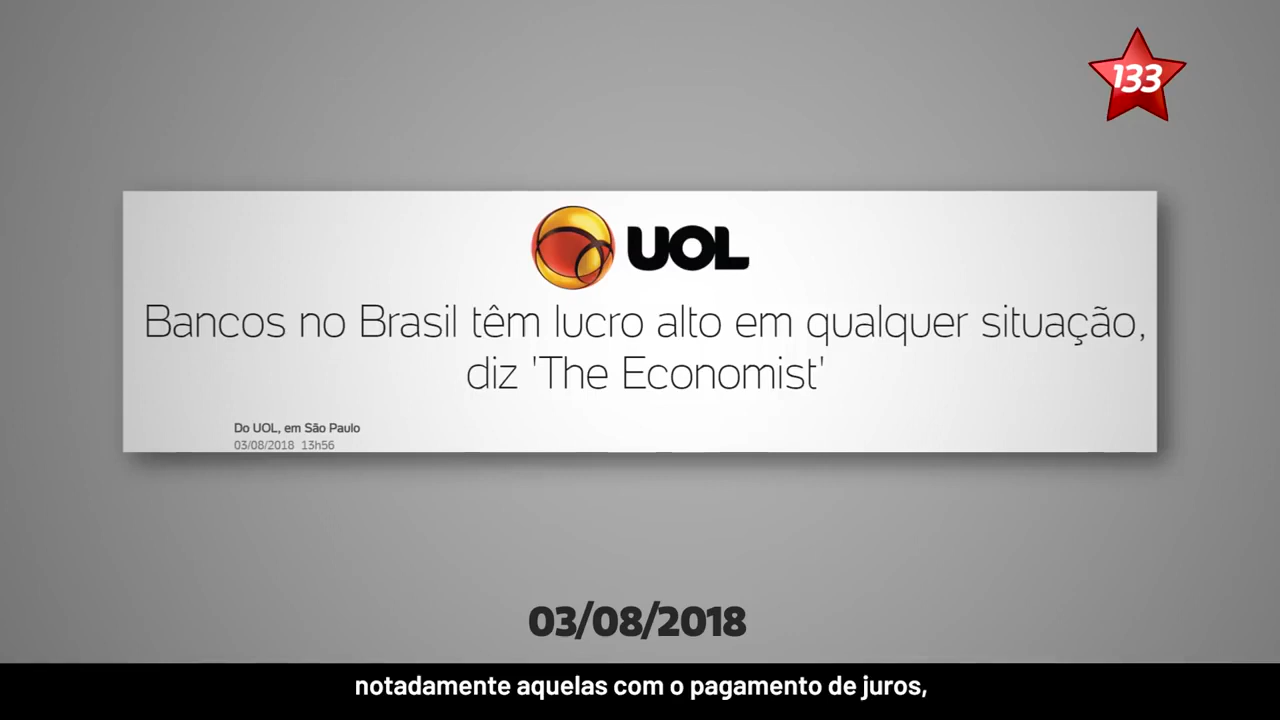 133
UOL
Bancos no Brasil têm lucro alto em qualquer situação,
diz 'The Economist'
Do UOL, em São Paulo
03/08/2018 13h56
03/08/2018
notadamente aquelas com o pagamento de juros,